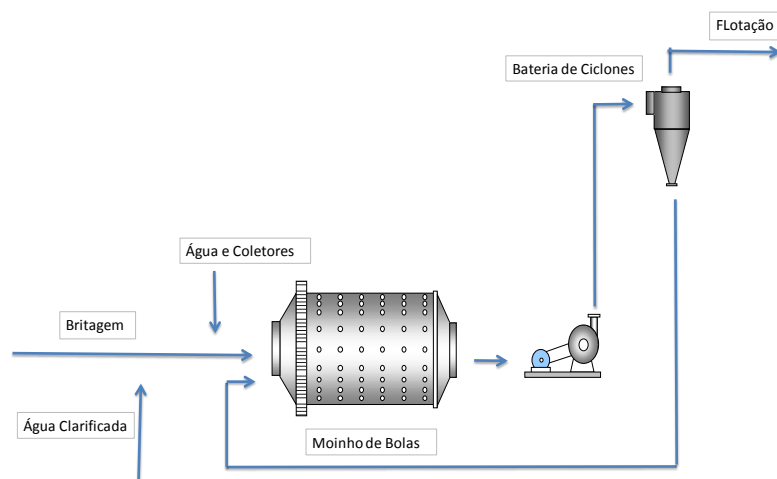 FLotação
Bateria de Ciclones
Água e Coletores
Britagem
Água Clarificada
Moinho de Bolas